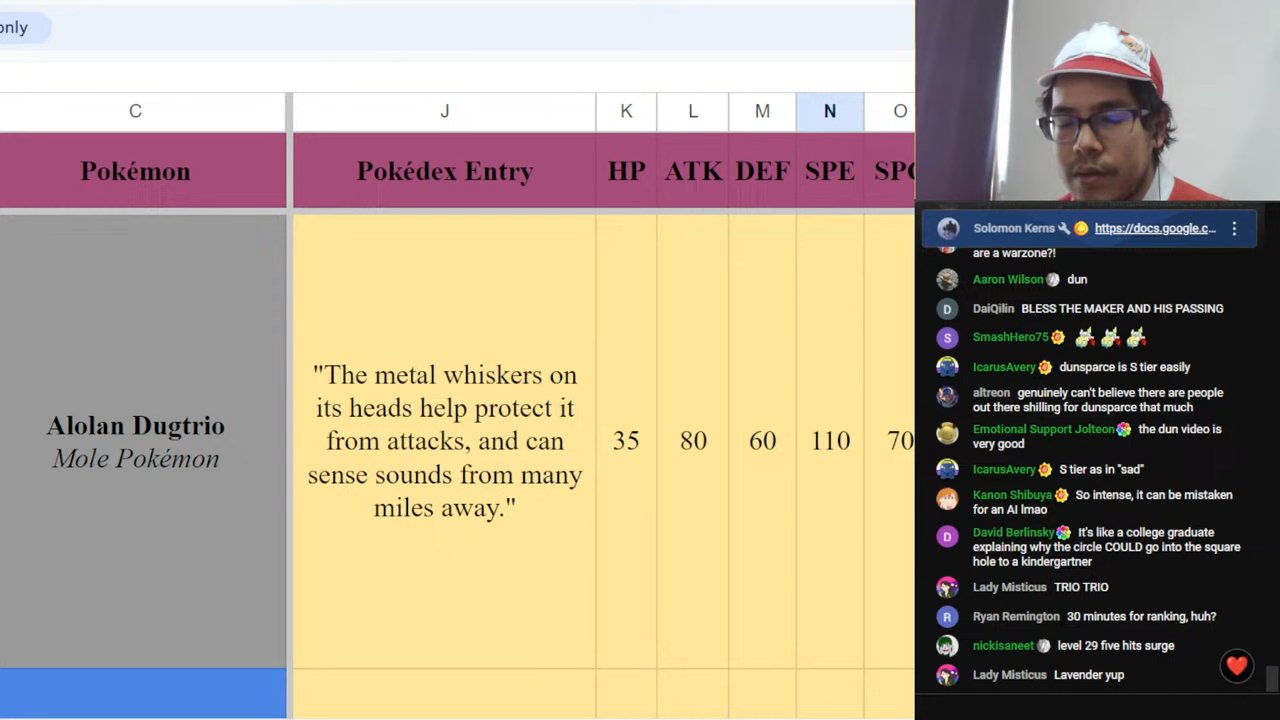 only
C
J
K
L
M
N
O
Pokémon
Pokédex Entry
HP
ATK
DEF
SPE
SPC
Alolan Dugtrio
Mole Pokémon
"The metal whiskers on
its heads help protect it
from attacks, and can
sense sounds from many
miles away."
35
80
60
110
70
Solomon Kerns https://docs.google.c...
are a warzone?!
Aaron Wilson dun
D DaiQilin BLESS THE MAKER AND HIS PASSING
S SmashHero75
IcarusAvery dunsparce is S tier easily
altreon genuinely can't believe there are people
out there shilling for dunsparce that much
Emotional Support Jolteon the dun video is
very good
IcarusAvery S tier as in "sad"
Kanon Shibuya So intense, it can be mistaken
for an AI lmao
D David Berlinsky It's like a college graduate
explaining why the circle COULD go into the square
hole to a kindergartner
Lady Misticus TRIO TRIO
R Ryan Remington 30 minutes for ranking, huh?
nickisaneet level 29 five hits surge
Lady Misticus Lavender yup